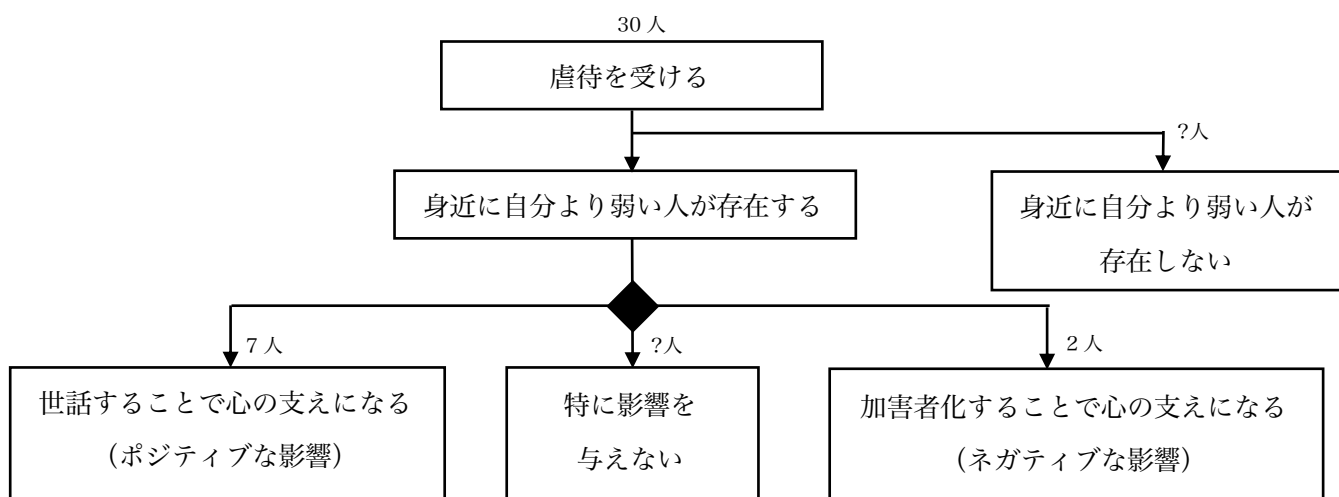 30 人
虐待を受ける
?人
身近に自分より弱い人が存在する
身近に自分より弱い人が
存在しない
7 人
?人
2 人
世話することで心の支えになる
（ポジティブな影響）
特に影響を
与えない
加害者化することで心の支えになる
（ネガティブな影響）